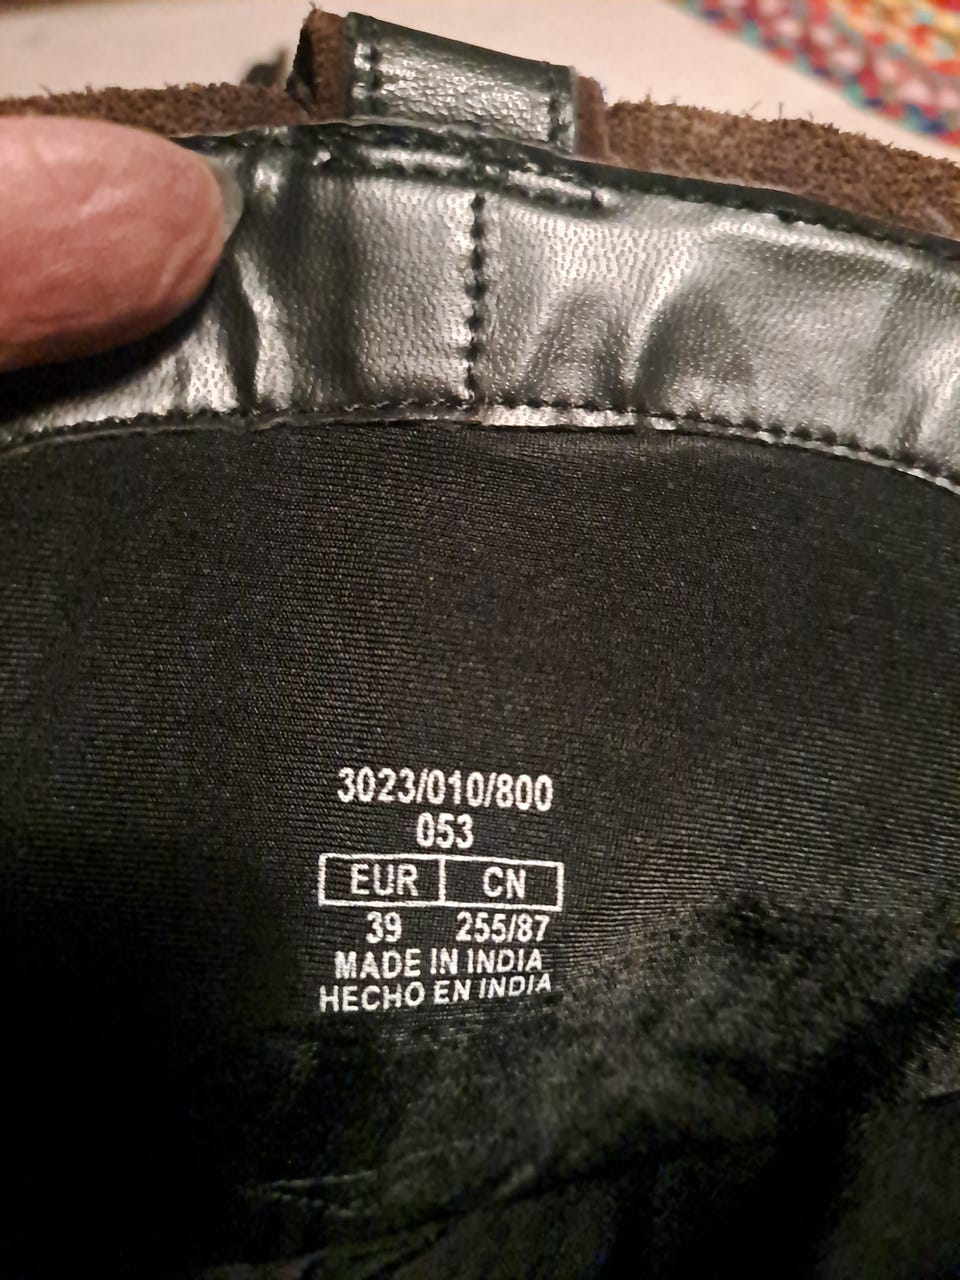 3023/010/800
053
EUR CN
39 255/87
MADE IN INDIA
HECHO EN INDIA